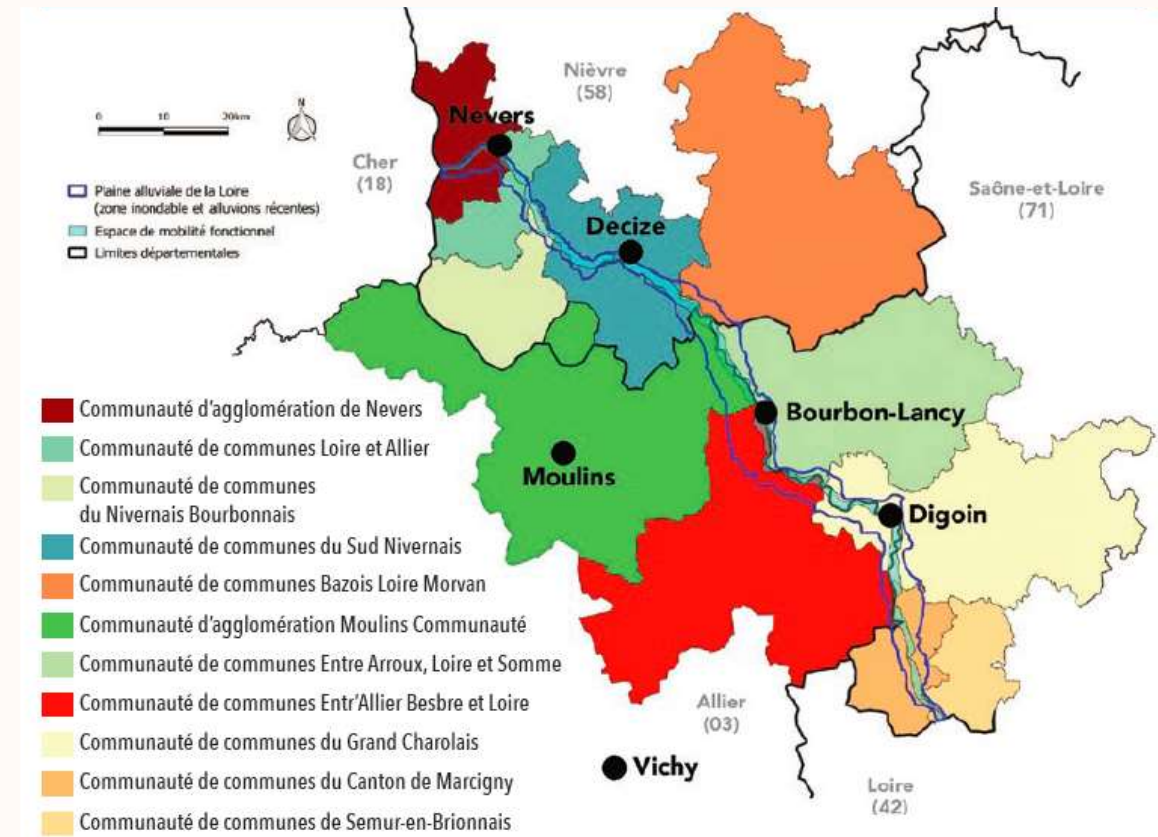 Nièvre
(58)
N
0 10 20km
Nevers
Cher
(18)
Saône-et-Loire
(71)
Plaine alluviale de la Loire
(zone inondable et alluvions récentes)
Espace de mobilité fonctionnel
Limites départementales
Decize
Bourbon-Lancy
Moulins
Digoin
Communauté d'agglomération de Nevers
Communauté de communes Loire et Allier
Communauté de communes
du Nivernais Bourbonnais
Communauté de communes du Sud Nivernais
Communauté de communes Bazois Loire Morvan
Communauté d'agglomération Moulins Communauté
Communauté de communes Entre Arroux, Loire et Somme
Communauté de communes Entr'Allier Besbre et Loire
Communauté de communes du Grand Charolais
Communauté de communes du Canton de Marcigny
Communauté de communes de Semur-en-Brionnais
Allier
(03)
Vichy
Loire
(42)